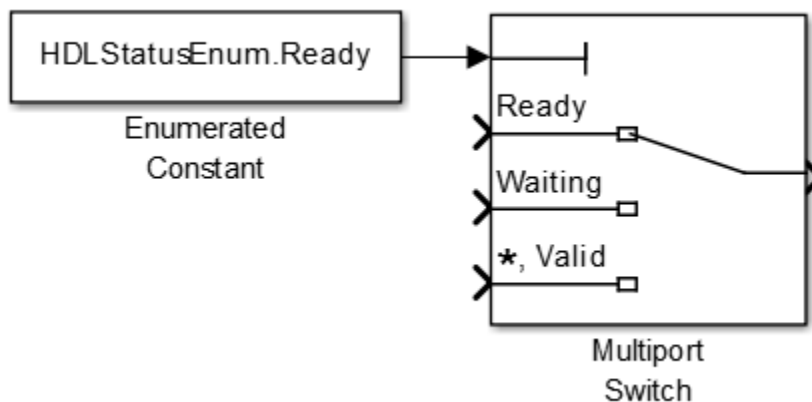 HDLStatusEnum.Ready
Enumerated
Constant
Ready
Waiting
*, Valid
Multiport
Switch